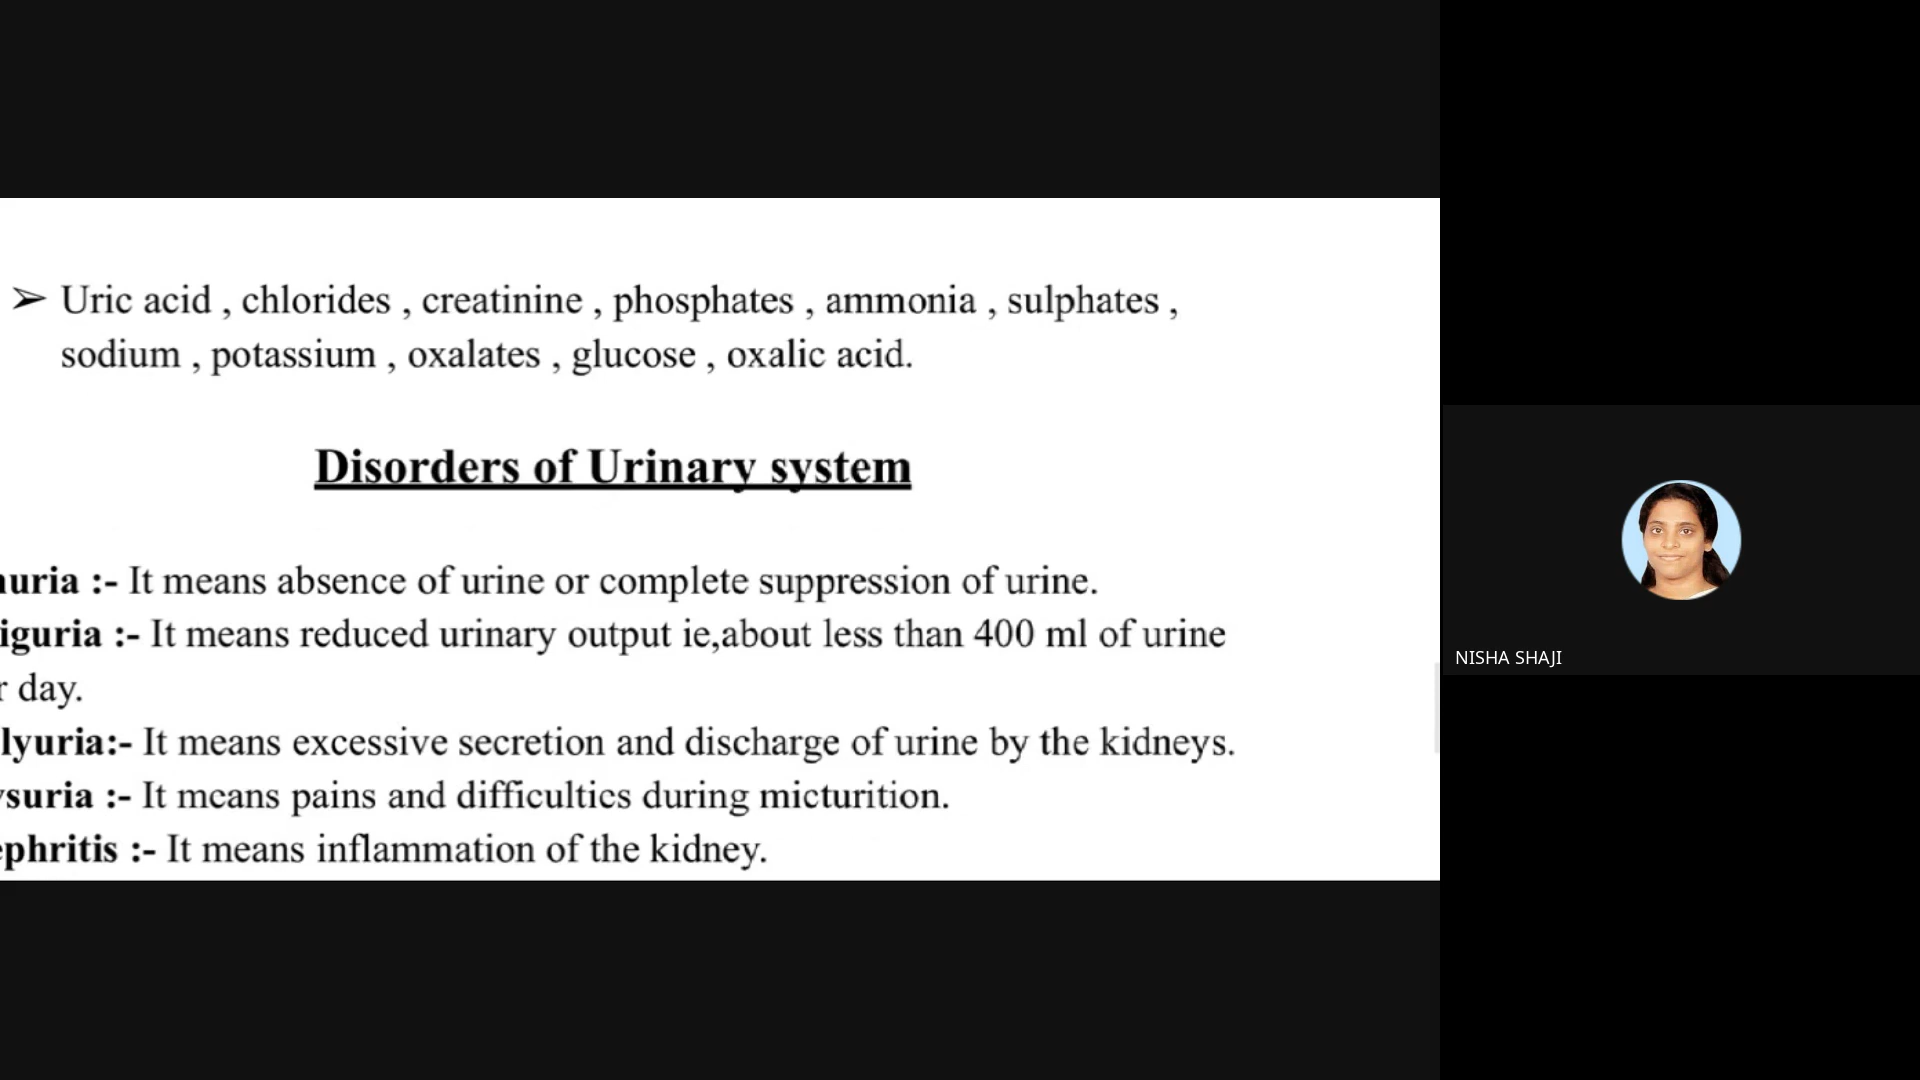 ➢ Uric acid , chlorides , creatinine , phosphates , ammonia , sulphates ,
sodium , potassium , oxalates , glucose , oxalic acid.
Disorders of Urinary system
nuria :- It means absence of urine or complete suppression of urine.
iguria :- It means reduced urinary output ie,about less than 400 ml of urine
r day.
lyuria:- It means excessive secretion and discharge of urine by the kidneys.
ysuria :- It means pains and difficulties during micturition.
ephritis :- It means inflammation of the kidney.
NISHA SHAJI